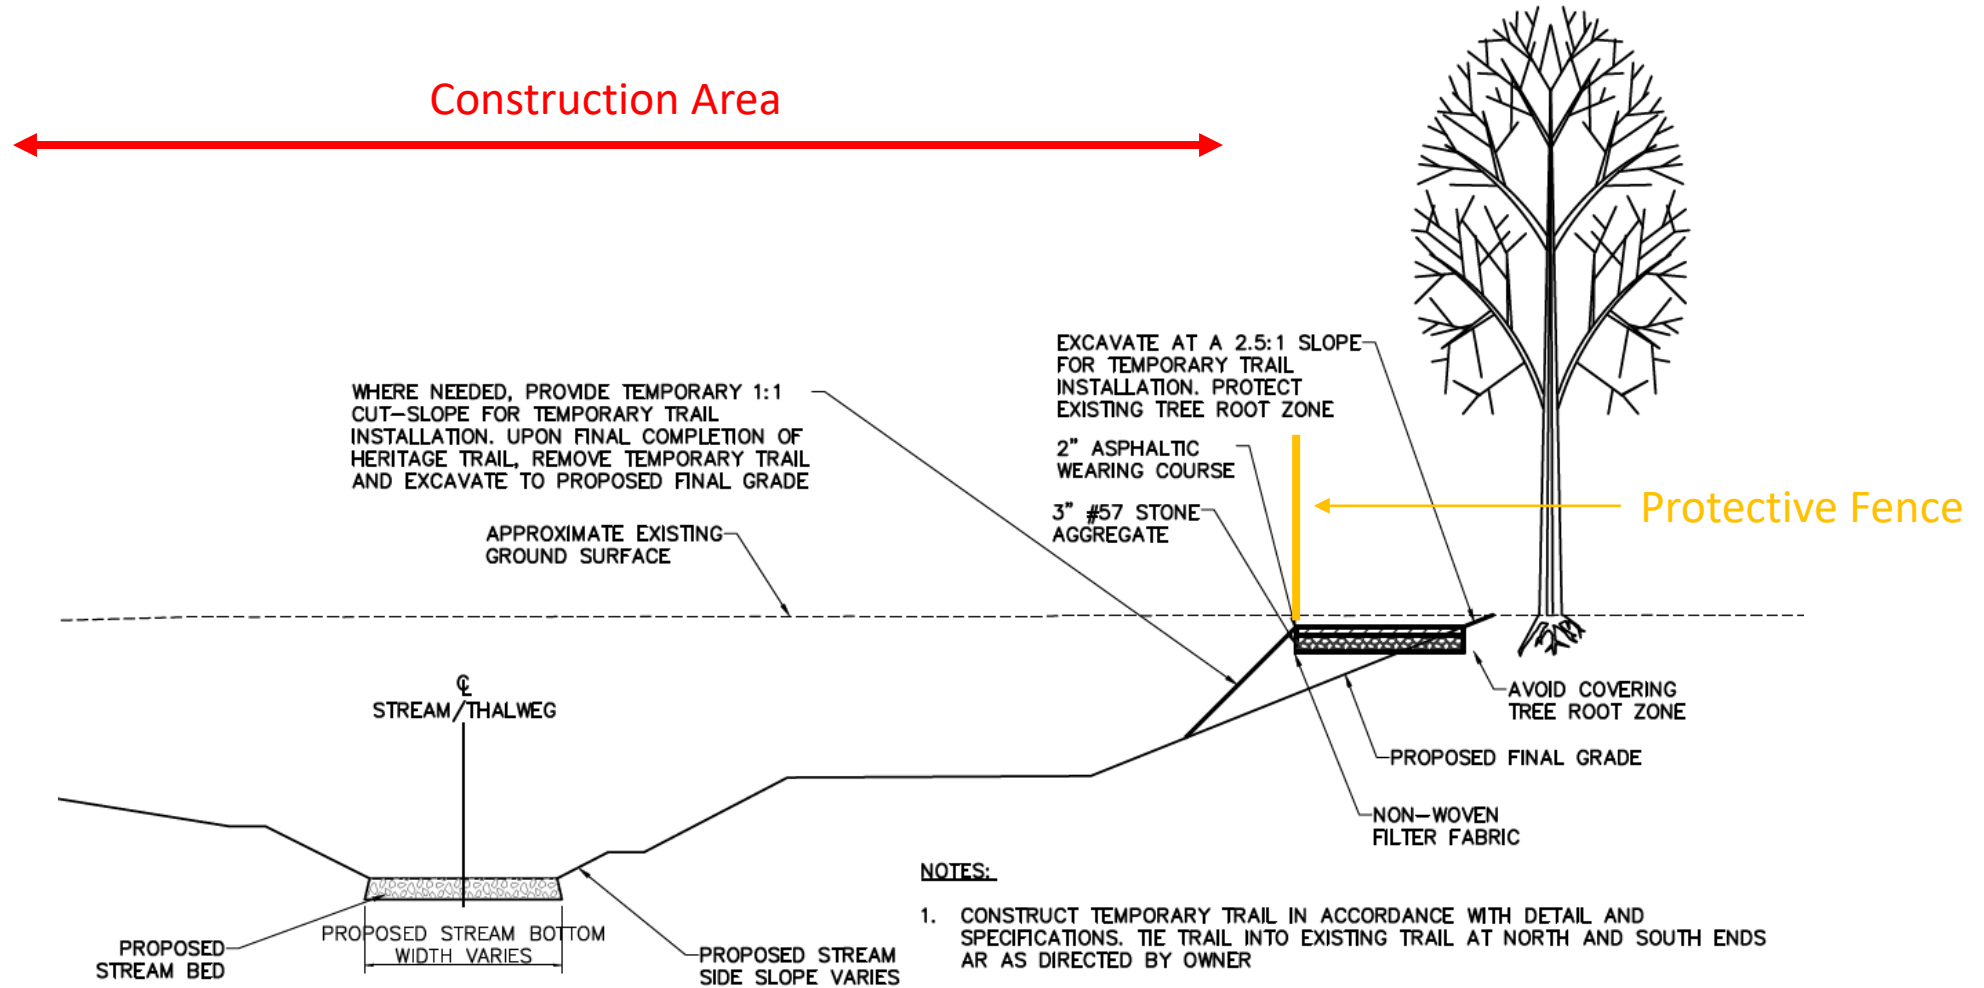 Construction Area
EXCAVATE AT A 2.5:1 SLOPE
FOR TEMPORARY TRAIL
INSTALLATION. PROTECT
EXISTING TREE ROOT ZONE
WHERE NEEDED, PROVIDE TEMPORARY 1:1
CUT-SLOPE FOR TEMPORARY TRAIL
INSTALLATION. UPON FINAL COMPLETION OF
HERITAGE TRAIL, REMOVE TEMPORARY TRAIL
AND EXCAVATE TO PROPOSED FINAL GRADE
2" ASPHALTIC
WEARING COURSE
Protective Fence
3" #57 STONE
AGGREGATE
APPROXIMATE EXISTING
GROUND SURFACE
℄
STREAM/THALWEG
AVOID COVERING
TREE ROOT ZONE
PROPOSED FINAL GRADE
NON-WOVEN
FILTER FABRIC
PROPOSED STREAM BOTTOM
WIDTH VARIES
PROPOSED
STREAM BED
PROPOSED STREAM
SIDE SLOPE VARIES
NOTES:
1. CONSTRUCT TEMPORARY TRAIL IN ACCORDANCE WITH DETAIL AND
SPECIFICATIONS. TIE TRAIL INTO EXISTING TRAIL AT NORTH AND SOUTH ENDS
AR AS DIRECTED BY OWNER